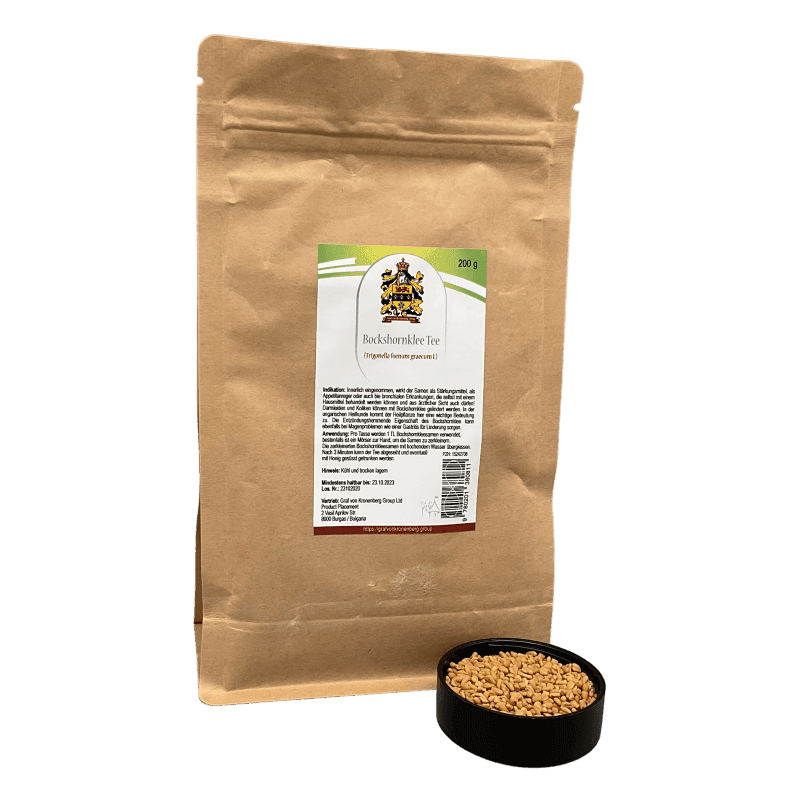 200 g
Bockshornklee Tee
(Trigonella foenum graecum L)
Indikation: Innerlich eingenommen, wirkt der Samen als Stärkungsmittel, als
Appetitanreger oder auch bei bronchialen Erkrankungen, die selbst mit einem
Hausmittel behandelt werden können und aus ärztlicher Sicht auch dürfen!
Darmleiden und Koliken können mit Bockshornklee gelindert werden. In der
ungarischen Heilkunde kommt der Heilpflanze hier eine wichtige Bedeutung
zu. Die Entzündungshemmende Eigenschaft des Bockshornklee kann
ebenfalls bei Magenproblemen wie einer Gastritis für Linderung sorgen.
Anwendung: Pro Tasse werden 1 TL Bockshornkleesamen verwendet,
bestenfalls ist ein Mörser zur Hand, um die Samen zu zerkleinern.
Die zerkleinerten Bockshornkleesamen mit kochendem Wasser übergiessen.
Nach 3 Minuten kann der Tee abgeseiht und eventuell
mit Honig gesüsst getrunken werden.
PZN: 15242708
Hinweis: Kühl und trocken lagern
Mindestens haltbar bis: 23.10.2023
Los. Nr.: 23102020
Vertrieb: Graf von Kronenberg Group Ltd
Product Placement
2 Vasil Aprilov Str.
8000 Burgas / Bulgaria
9 780201 380811
https://grafvonkronenberg.group